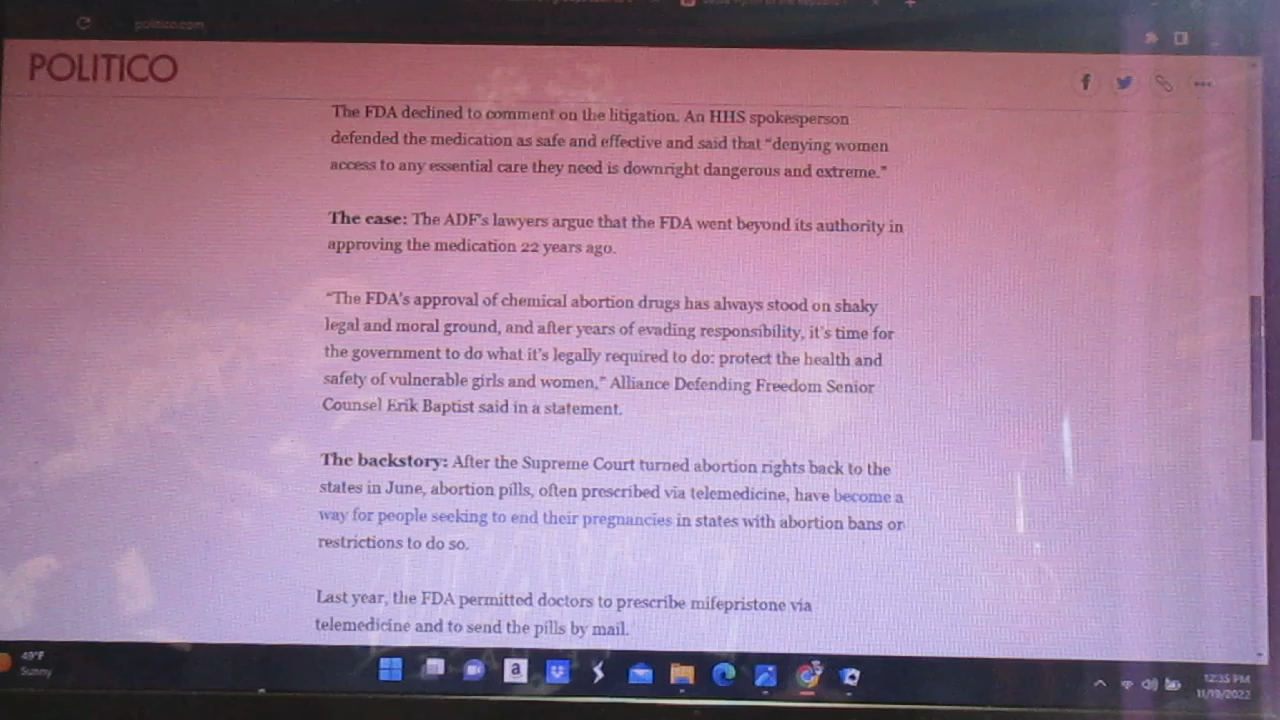 politico.com
POLITICO
The FDA declined to comment on the litigation. An HHS spokesperson
defended the medication as safe and effective and said that “denying women
access to any essential care they need is downright dangerous and extreme.”
The case: The ADF’s lawyers argue that the FDA went beyond its authority in
approving the medication 22 years ago.
“The FDA’s approval of chemical abortion drugs has always stood on shaky
legal and moral ground, and after years of evading responsibility, it’s time for
the government to do what it’s legally required to do: protect the health and
safety of vulnerable girls and women,” Alliance Defending Freedom Senior
Counsel Erik Baptist said in a statement.
The backstory: After the Supreme Court turned abortion rights back to the
states in June, abortion pills, often prescribed via telemedicine, have become a
way for people seeking to end their pregnancies in states with abortion bans or
restrictions to do so.
Last year, the FDA permitted doctors to prescribe mifepristone via
telemedicine and to send the pills by mail.
49°F
Sunny
a
12:35 PM
11/19/2022